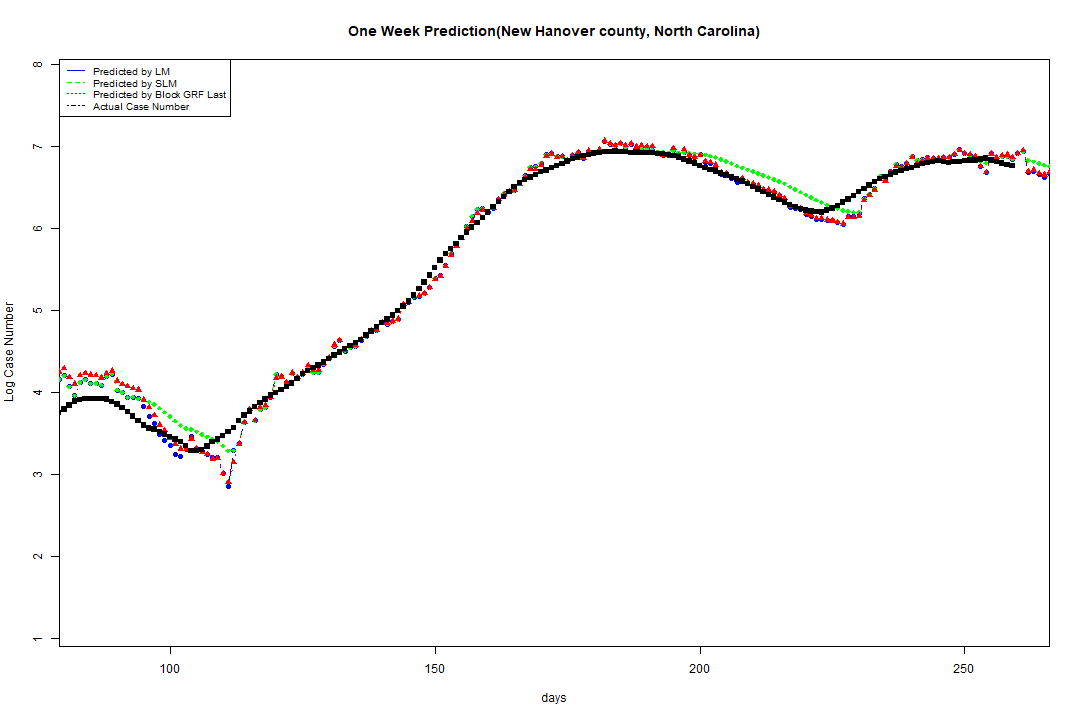 One Week Prediction(New Hanover county, North Carolina)
Predicted by LM
Predicted by SLM
Predicted by Block GRF Last
Actual Case Number
8
7
6
5
4
3
2
1
Log Case Number
100 150 200 250
days